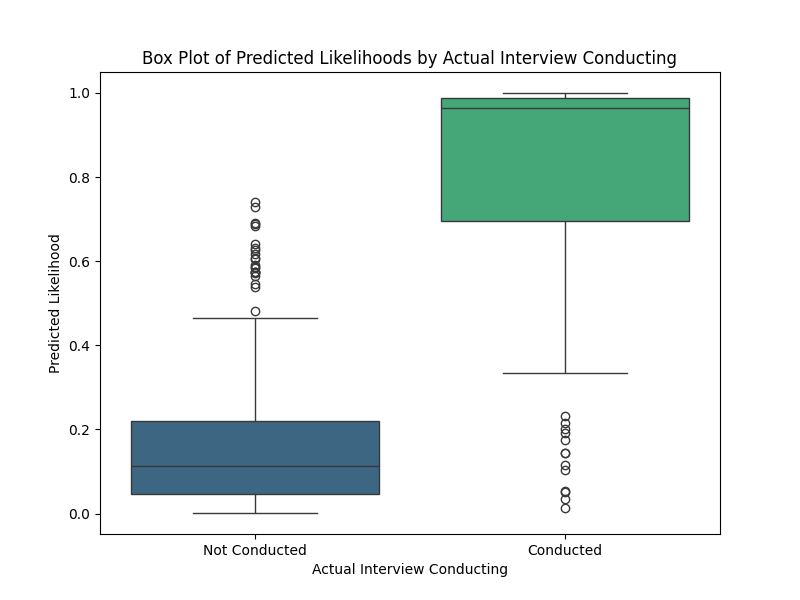 Box Plot of Predicted Likelihoods by Actual Interview Conducting
1.0
0.8
0.6
0.4
0.2
0.0
Predicted Likelihood
Not Conducted
Conducted
Actual Interview Conducting